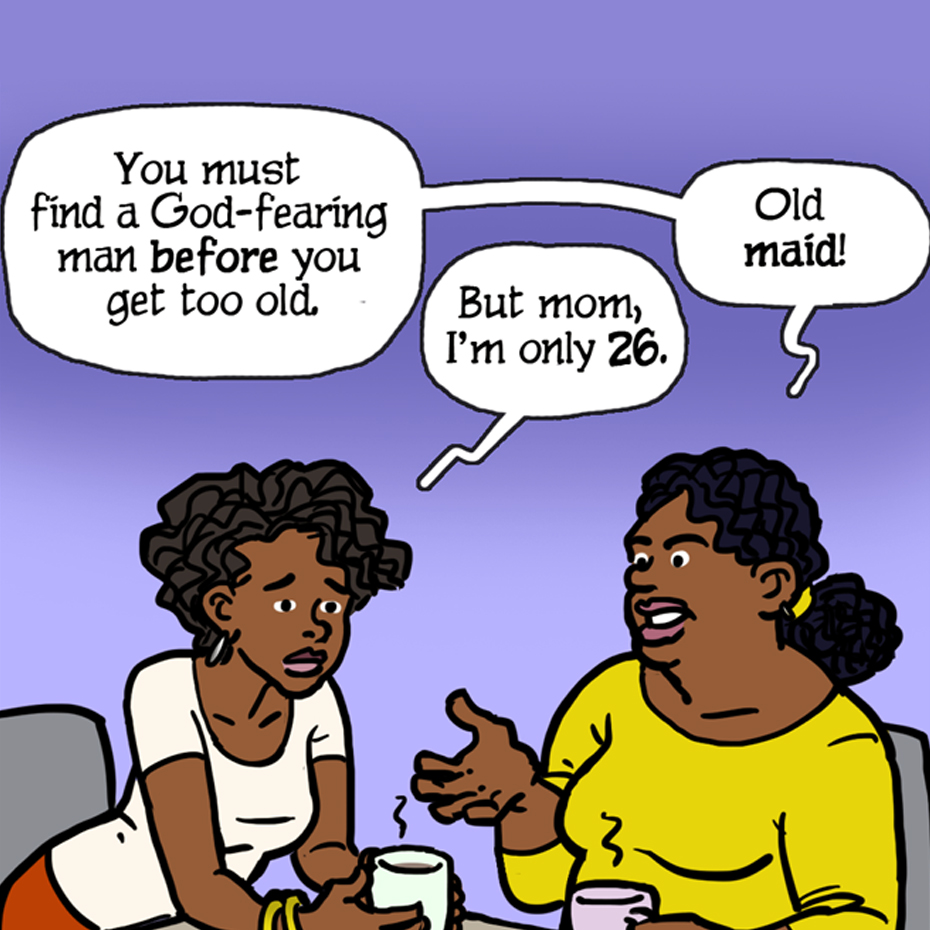 You must
find a God-fearing
man before you
get too old.
But mom,
I'm only 26.
Old
maid!